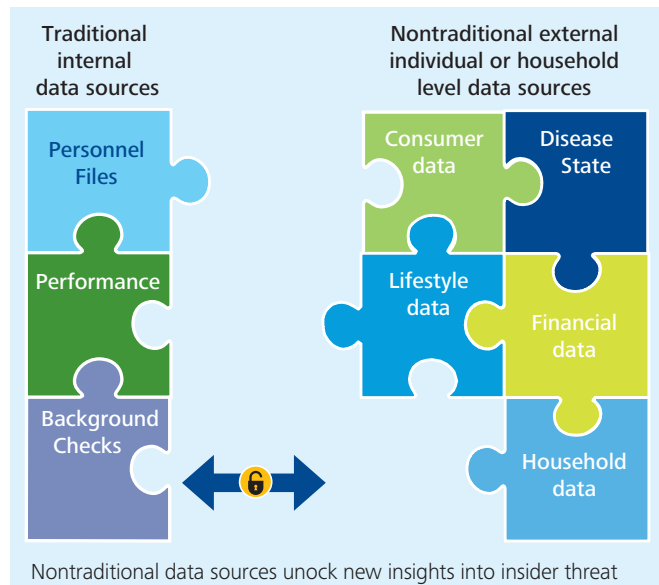 Traditional
internal
data sources
Nontraditional external
individual or household
level data sources
Personnel
Files
Performance
Background
Checks
Consumer
data
Disease
State
Lifestyle
data
Financial
data
Household
data
Nontraditional data sources unock new insights into insider threat